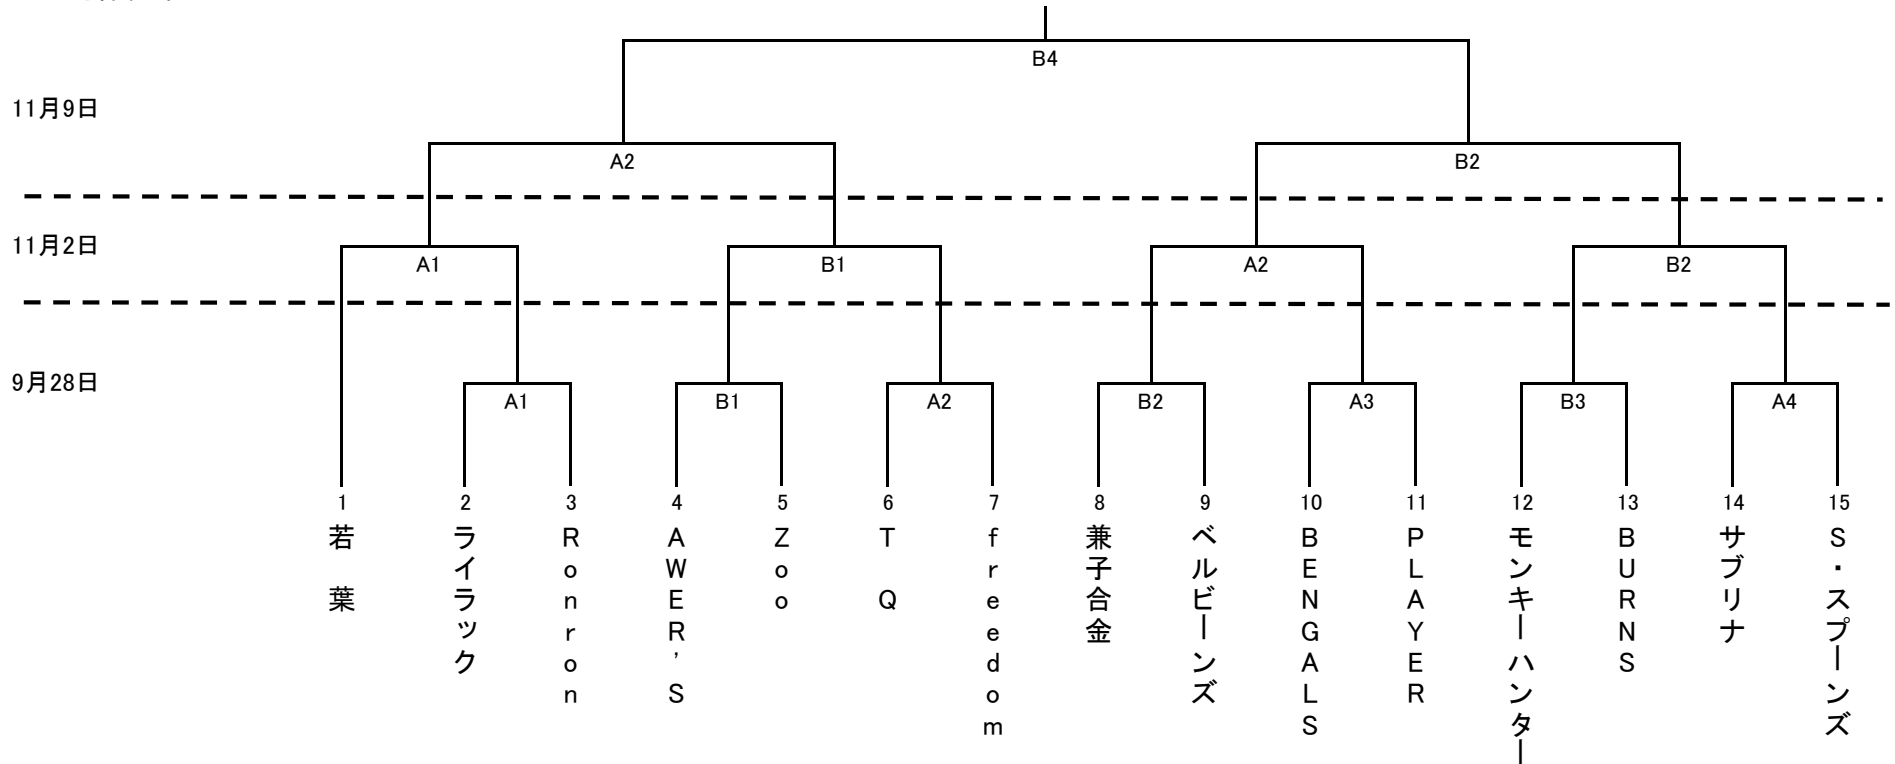 B4
11月9日
A2 B2
11月2日
A1 B1 A2 B2
9月28日
A1 B1 A2 B2 A3 B3 A4
1 2 3 4 5 6 7 8 9 10 11 12 13 14 15
若葉
ライラック
Ronron
AWER'S
Zoo
TQ
freedom
兼子合金
ベルビーンズ
BENGALS
PLAYER
モンキーハンター
BURNS
サブリナ
S・スプーンズ